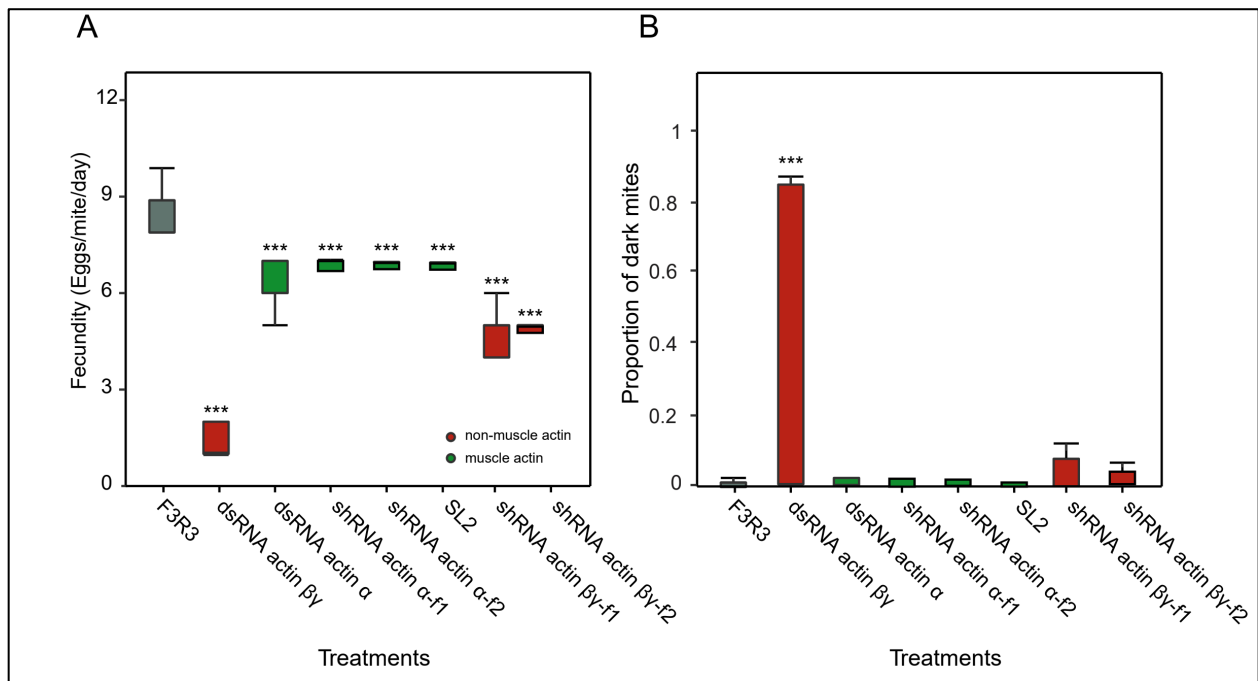 A
Fecundity (Eggs/mite/day)
12
9
6
3
0
***
***
***
***
***
***
***
non-muscle actin
muscle actin
F3R3
dsRNA actin βγ
dsRNA actin α
shRNA actin α-f1
shRNA actin α-f2
SL2
shRNA actin βγ-f1
shRNA actin βγ-f2
Treatments
B
Proportion of dark mites
1
0.8
0.6
0.4
0.2
0
***
F3R3
dsRNA actin βγ
dsRNA actin α
shRNA actin α-f1
shRNA actin α-f2
SL2
shRNA actin βγ-f1
shRNA actin βγ-f2
Treatments